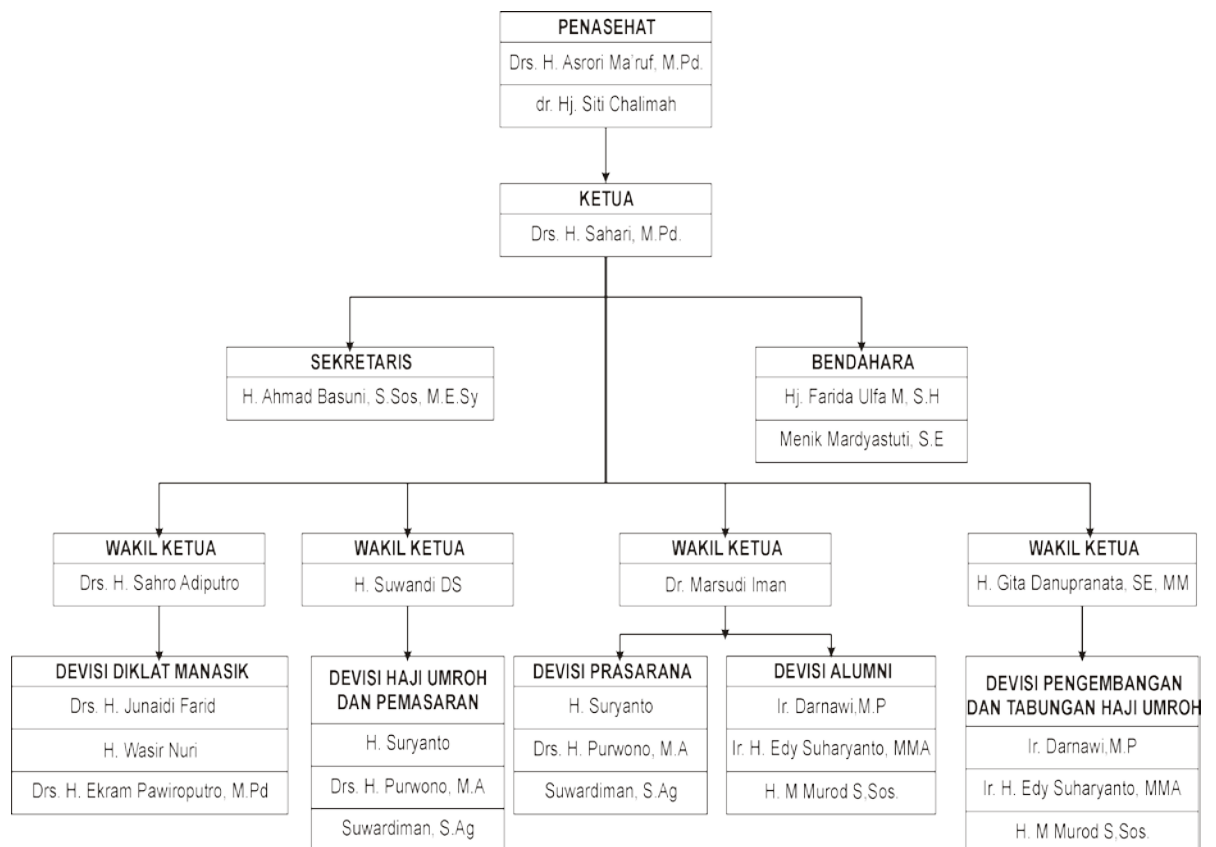 PENASEHAT
Drs. H. Asrori Ma'ruf, M.Pd.
dr. Hj. Siti Chalimah
KETUA
Drs. H. Sahari, M.Pd.
SEKRETARIS
H. Ahmad Basuni, S.Sos, M.E.Sy
BENDAHARA
Hj. Farida Ulfa M, S.H
Menik Mardyastuti, S.E
WAKIL KETUA
Drs. H. Sahro Adiputro
WAKIL KETUA
H. Suwandi DS
WAKIL KETUA
Dr. Marsudi Iman
WAKIL KETUA
H. Gita Danupranata, SE, MM
DEVISI DIKLAT MANASIK
Drs. H. Junaidi Farid
H. Wasir Nuri
Drs. H. Ekram Pawiroputro, M.Pd
DEVISI HAJI UMROH
DAN PEMASARAN
H. Suryanto
Drs. H. Purwono, M.A
Suwardiman, S.Ag
DEVISI PRASARANA
H. Suryanto
Drs. H. Purwono, M.A
Suwardiman, S.Ag
DEVISI ALUMNI
Ir. Darnawi,M.P
Ir. H. Edy Suharyanto, MMA
H. M Murod S,Sos.
DEVISI PENGEMBANGAN
DAN TABUNGAN HAJI UMROH
Ir. Darnawi,M.P
Ir. H. Edy Suharyanto, MMA
H. M Murod S,Sos.